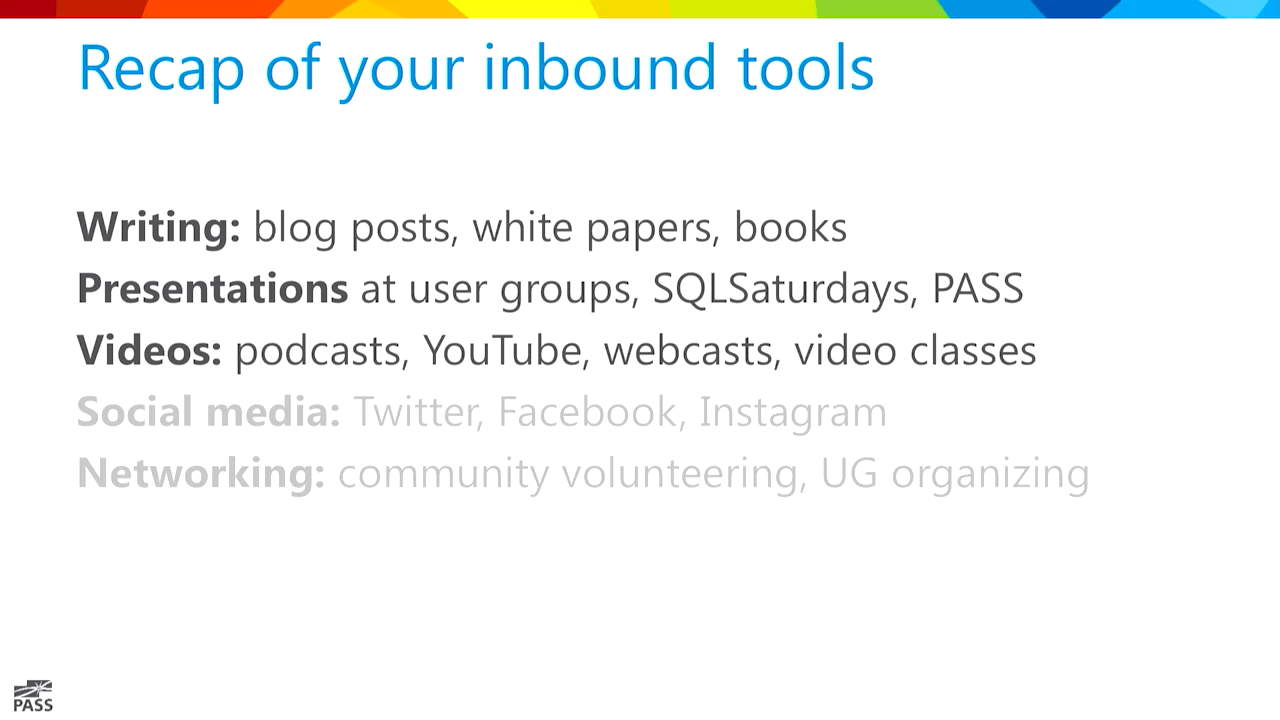 Recap of your inbound tools
Writing: blog posts, white papers, books
Presentations at user groups, SQLSaturdays, PASS
Videos: podcasts, YouTube, webcasts, video classes
Social media: Twitter, Facebook, Instagram
Networking: community volunteering, UG organizing
PASS